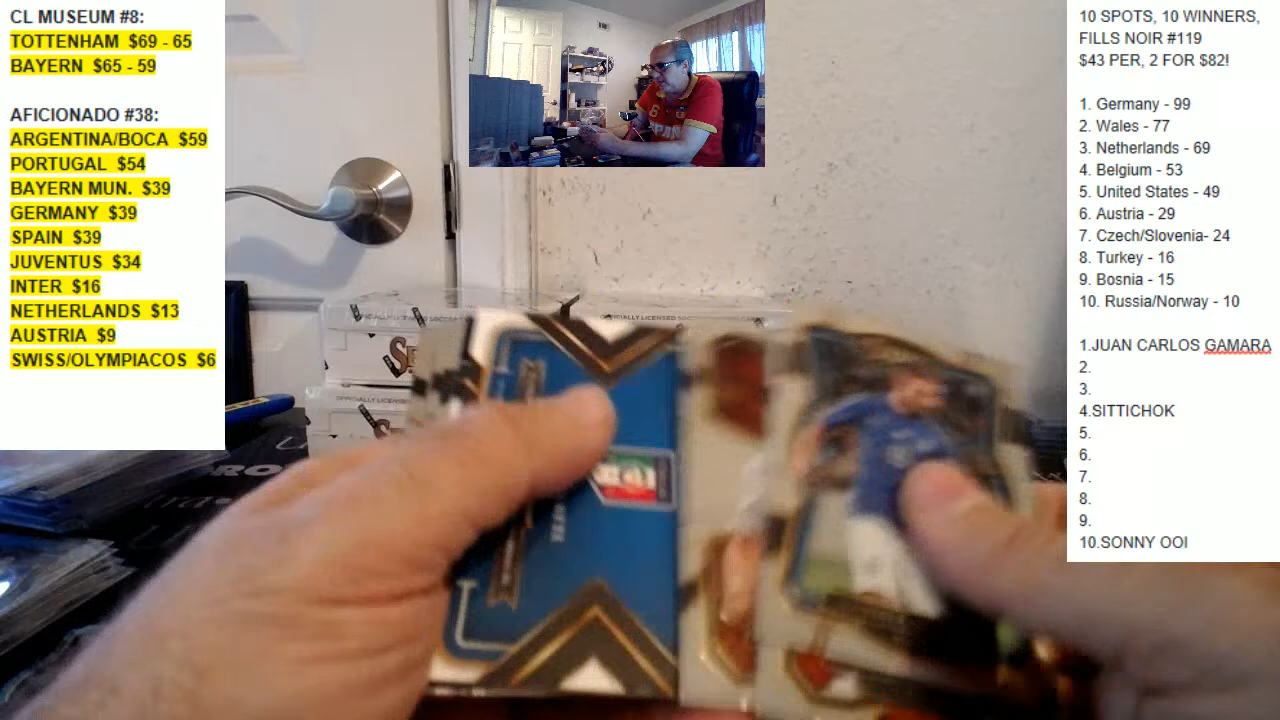 CL MUSEUM #8:
TOTTENHAM $69 - 65
BAYERN $65 - 59
AFICIONADO #38:
ARGENTINA/BOCA $59
PORTUGAL $54
BAYERN MUN. $39
GERMANY $39
SPAIN $39
JUVENTUS $34
INTER $16
NETHERLANDS $13
AUSTRIA $9
SWISS/OLYMPIACOS $6
10 SPOTS, 10 WINNERS,
FILLS NOIR #119
$43 PER, 2 FOR $82!
1. Germany - 99
2. Wales - 77
3. Netherlands - 69
4. Belgium - 53
5. United States - 49
6. Austria - 29
7. Czech/Slovenia- 24
8. Turkey - 16
9. Bosnia - 15
10. Russia/Norway - 10
1.JUAN CARLOS GAMARA
2.
3.
4.SITTICHOK
5.
6.
7.
8.
9.
10.SONNY OOI